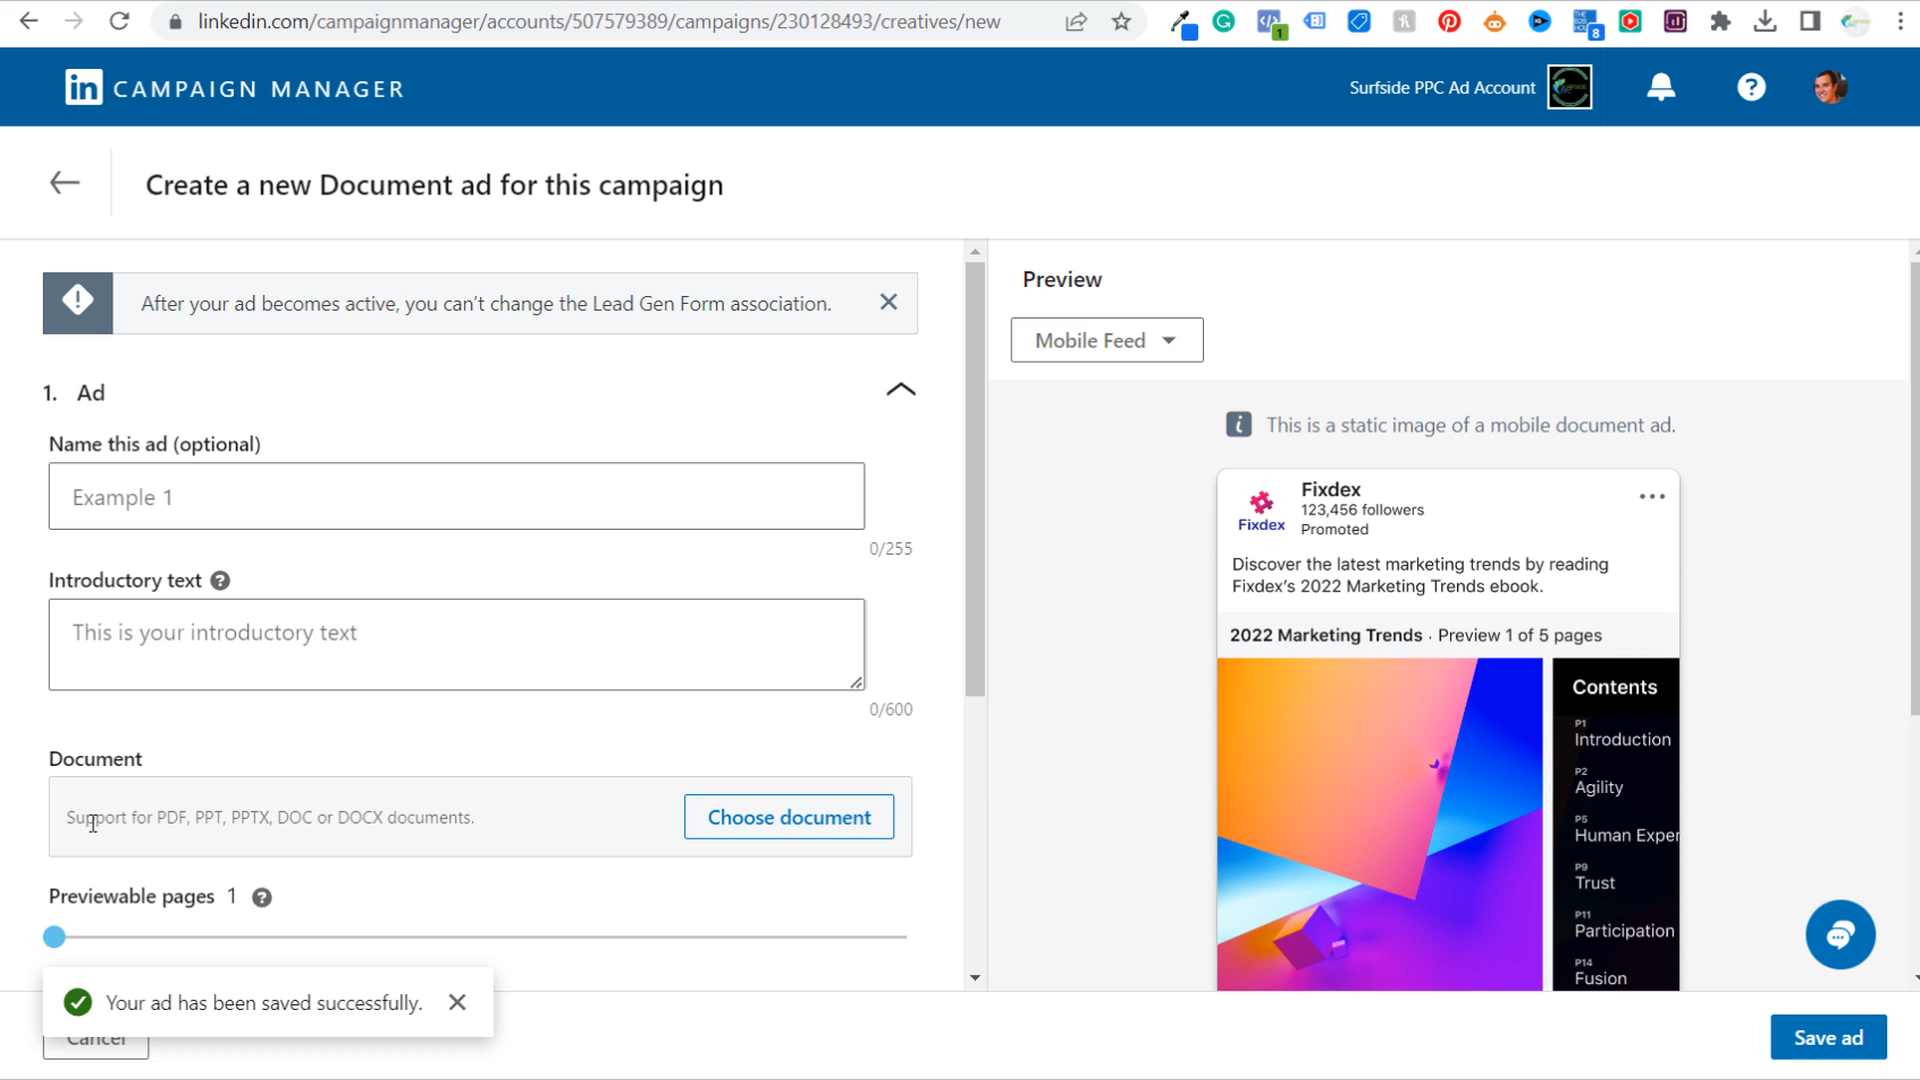 linkedin.com/campaignmanager/accounts/507579389/campaigns/230128493/creatives/new
1
8
in CAMPAIGN MANAGER
Surfside PPC Ad Account
?
Create a new Document ad for this campaign
After your ad becomes active, you can't change the Lead Gen Form association.
1. Ad
Name this ad (optional)
Example 1
0/255
Introductory text ?
This is your introductory text
0/600
Document
Support for PDF, PPT, PPTX, DOC or DOCX documents.
Choose document
Previewable pages 1 ?
Your ad has been saved successfully.
Cancel
Preview
Mobile Feed
This is a static image of a mobile document ad.
Fixdex
Fixdex
123,456 followers
Promoted
Discover the latest marketing trends by reading
Fixdex's 2022 Marketing Trends ebook.
2022 Marketing Trends · Preview 1 of 5 pages
Contents
P1
Introduction
P2
Agility
P5
Human Exper
P9
Trust
P11
Participation
P14
Fusion
Save ad